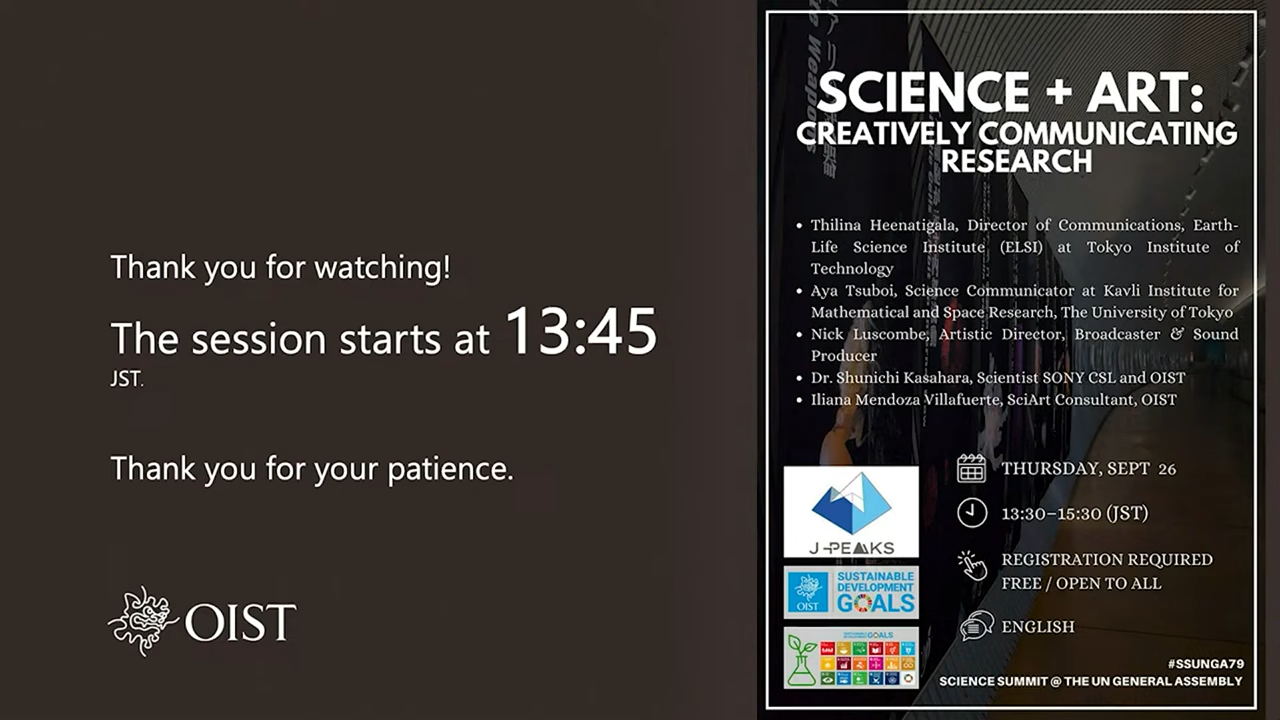 Thank you for watching!
The session starts at 13:45
JST.
Thank you for your patience.
OIST
SCIENCE + ART:
CREATIVELY COMMUNICATING
RESEARCH
• Thilina Heenatigala, Director of Communications, Earth-
Life Science Institute (ELSI) at Tokyo Institute of
Technology
• Aya Tsuboi, Science Communicator at Kavli Institute for
Mathematical and Space Research, The University of Tokyo
• Nick Luscombe, Artistic Director, Broadcaster & Sound
Producer
• Dr. Shunichi Kasahara, Scientist SONY CSL and OIST
• Iliana Mendoza Villafuerte, SciArt Consultant, OIST
J-PEAKS
OIST
SUSTAINABLE
DEVELOPMENT
GOALS
THURSDAY, SEPT 26
13:30–15:30 (JST)
REGISTRATION REQUIRED
FREE / OPEN TO ALL
ENGLISH
#SSUNGA79
SCIENCE SUMMIT @ THE UN GENERAL ASSEMBLY